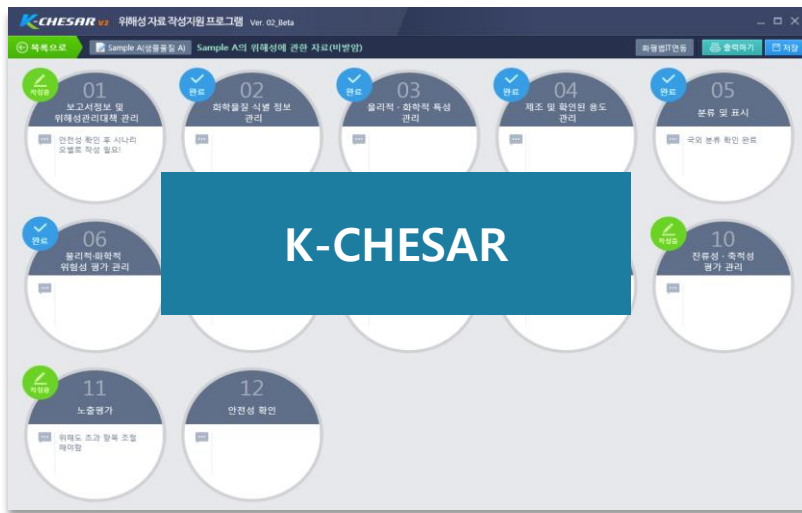 K-CHESAR V2 위해성 자료 작성지원 프로그램 Ver. 02_Beta
목록으로 Sample A(샘플물질 A) Sample A의 위해성에 관한 자료(비발암) 화평법IT연동 출력하기 저장
작성중 01
보고서정보 및
위해성관리대책 관리
안전성 확인 후 시나리
오별로 작성 필요!
완료 02
화학물질 식별 정보
관리
완료 03
물리적 · 화학적 특성
관리
완료 04
제조 및 확인된 용도
관리
완료 05
분류 및 표시
국외 분류 확인 완료
K-CHESAR
완료 06
물리적·화학적
위험성 평가 관리
작성중 10
잔류성 · 축적성
평가 관리
작성중 11
노출평가
위해도 초과 항목 조절
해야함
12
안전성 확인